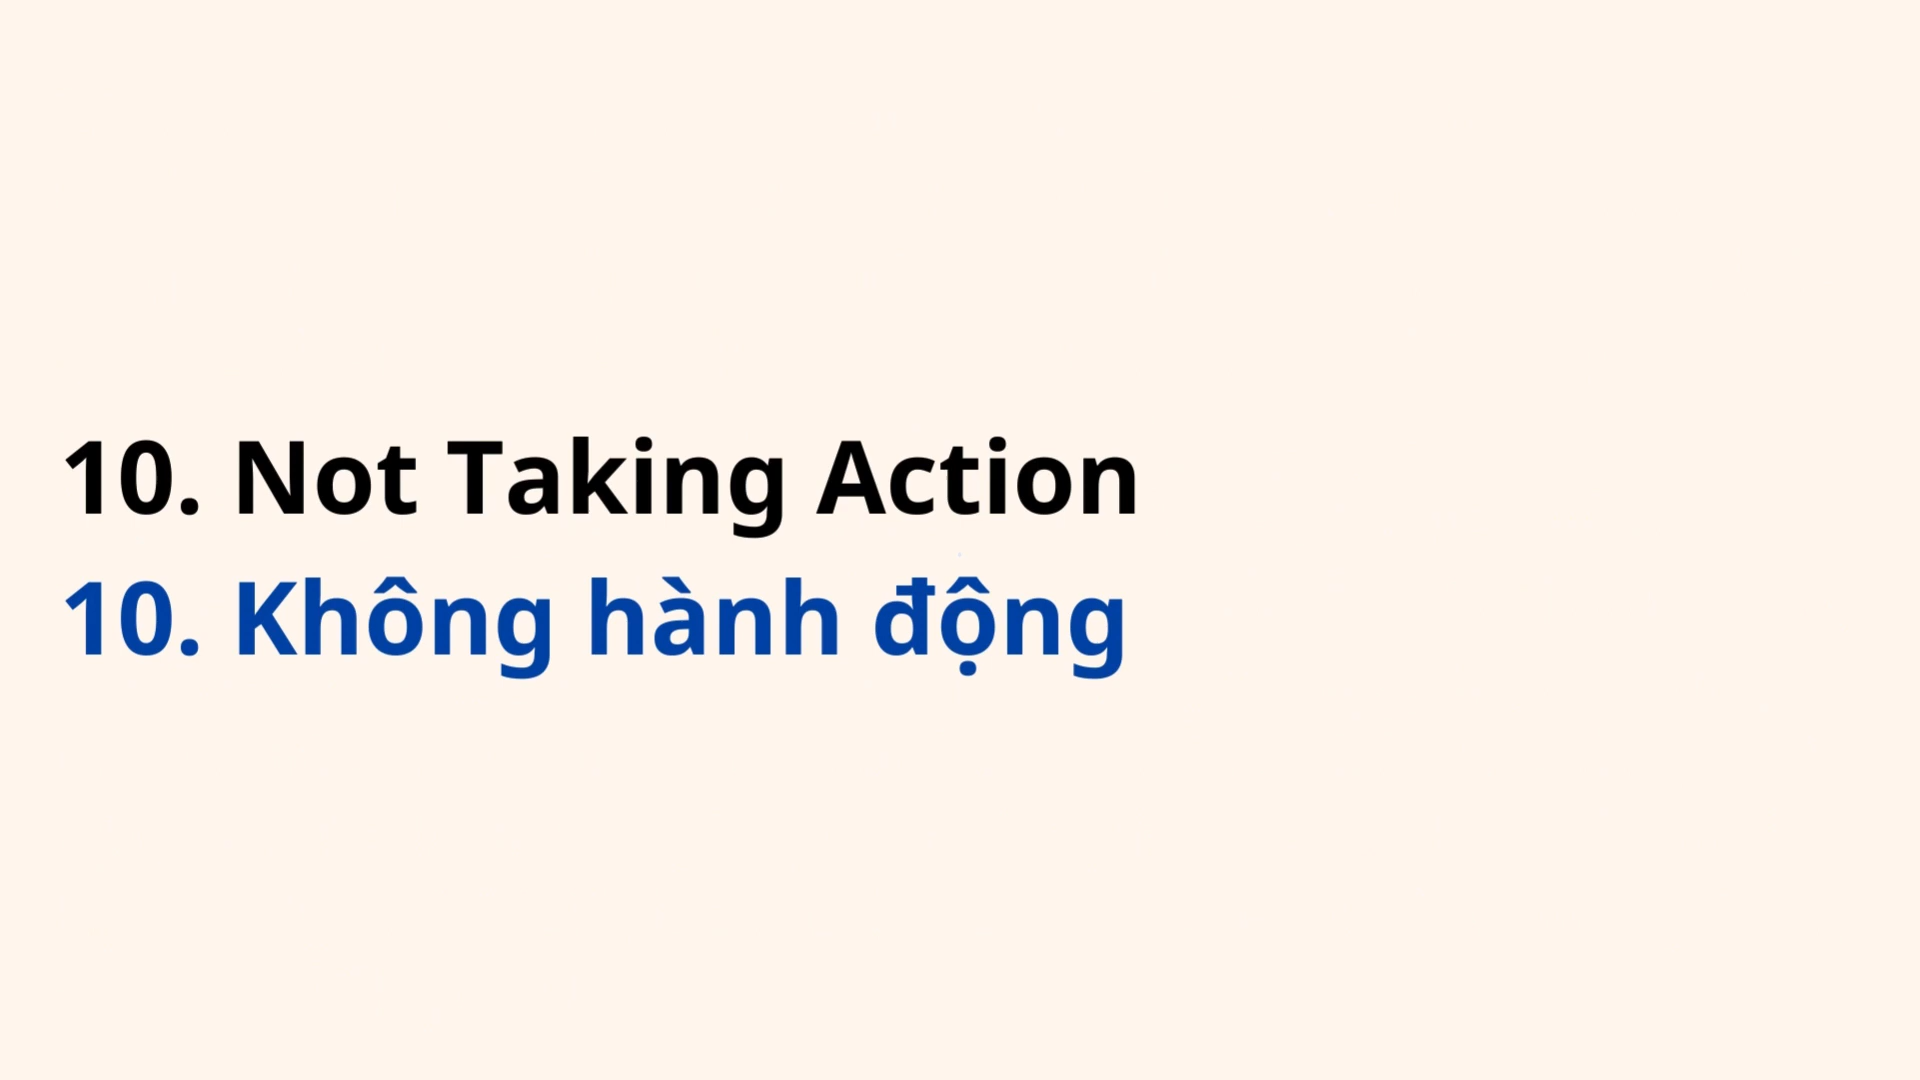 10. Not Taking Action
10. Không hành động